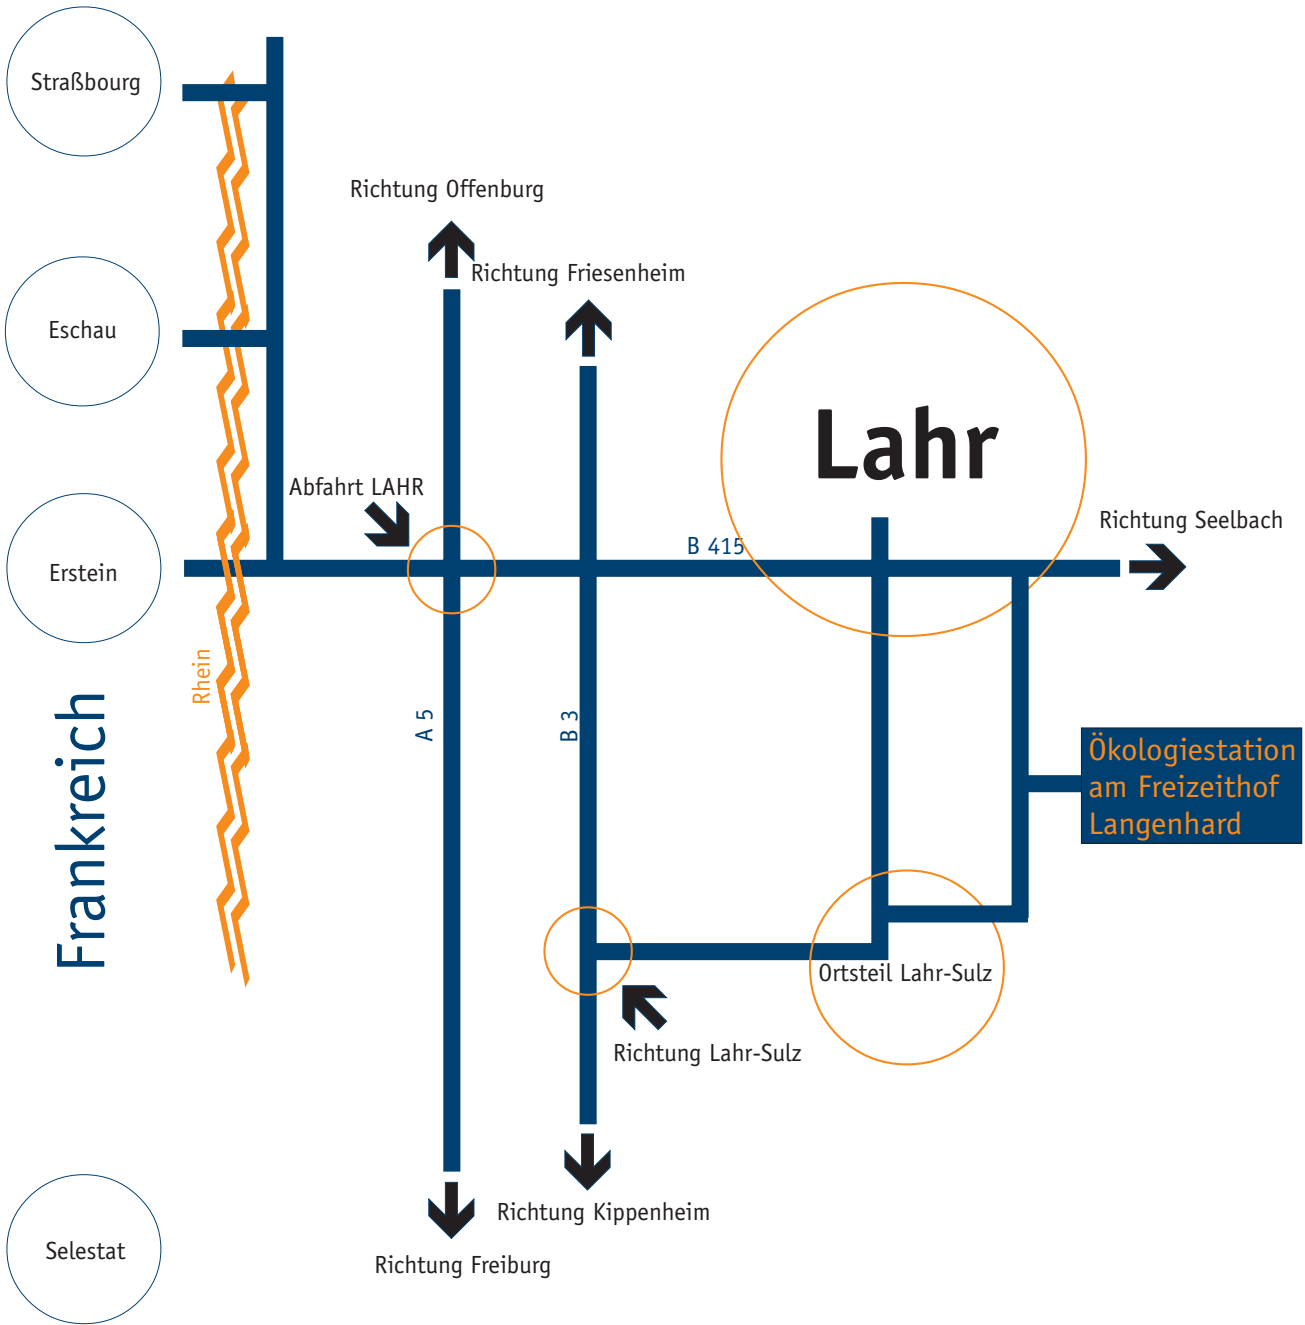 Straßbourg
Richtung Offenburg
Richtung Friesenheim
Eschau
Lahr
Abfahrt LAHR
Richtung Seelbach
B 415
Erstein
Rhein
Frankreich
A 5
B 3
Ökologiestation
am Freizeithof
Langenhard
Ortsteil Lahr-Sulz
Richtung Lahr-Sulz
Richtung Kippenheim
Selestat
Richtung Freiburg